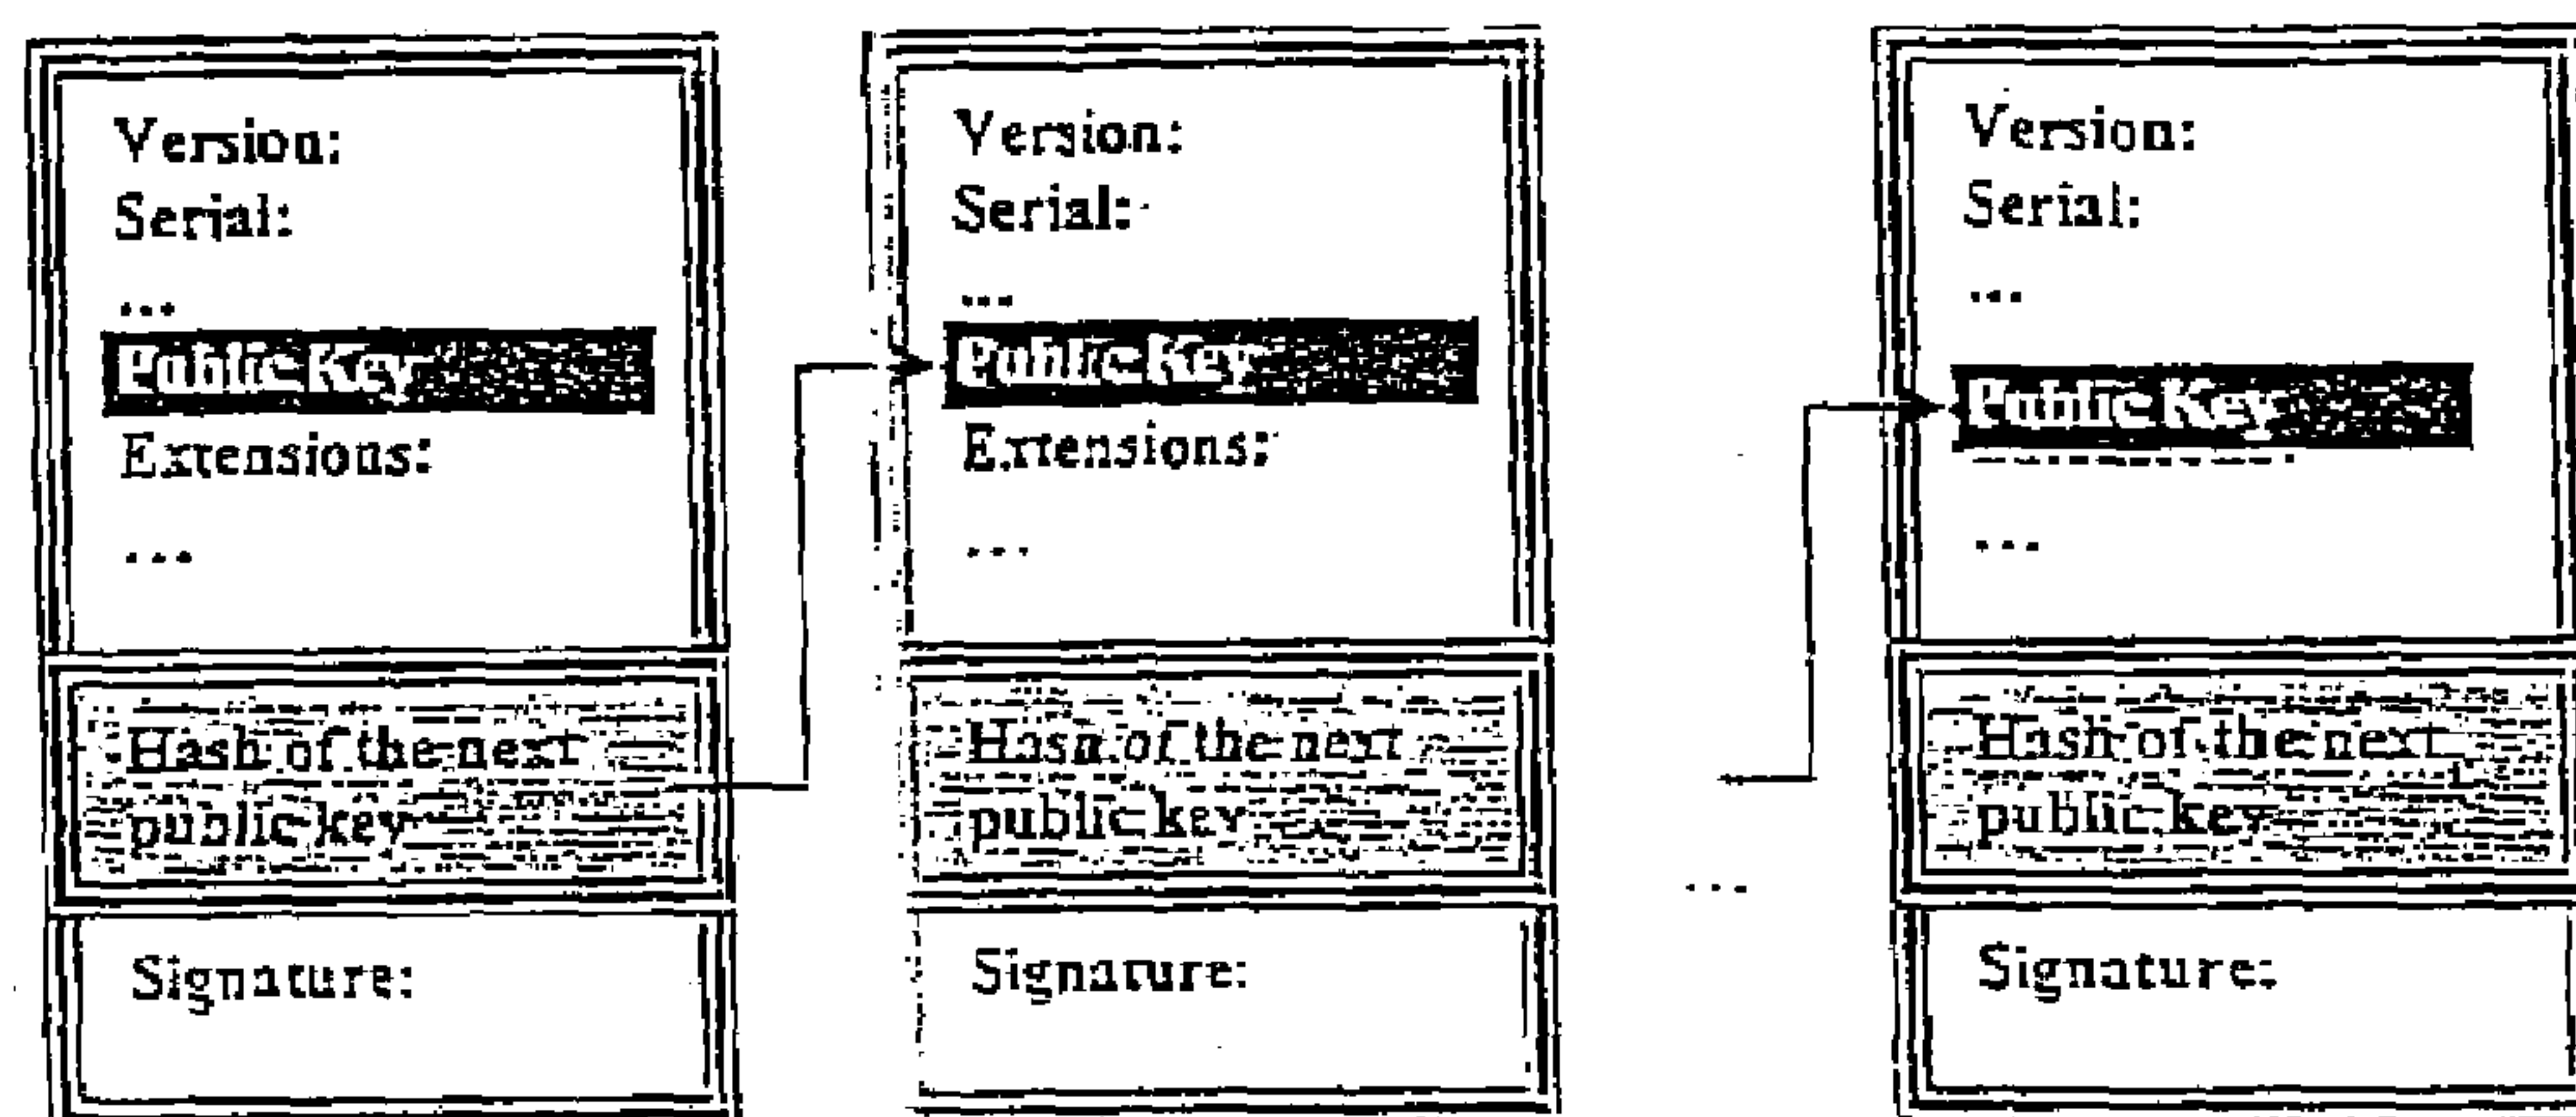 Version:
Serial:
...
Public Key
Extensions:
...
Hash of the next
public key
Signature:
Version:
Serial:
...
Public Key
Extensions:
...
Hash of the next
public key
Signature:
...
Version:
Serial:
...
Public Key
...
Hash of the next
public key
Signature: